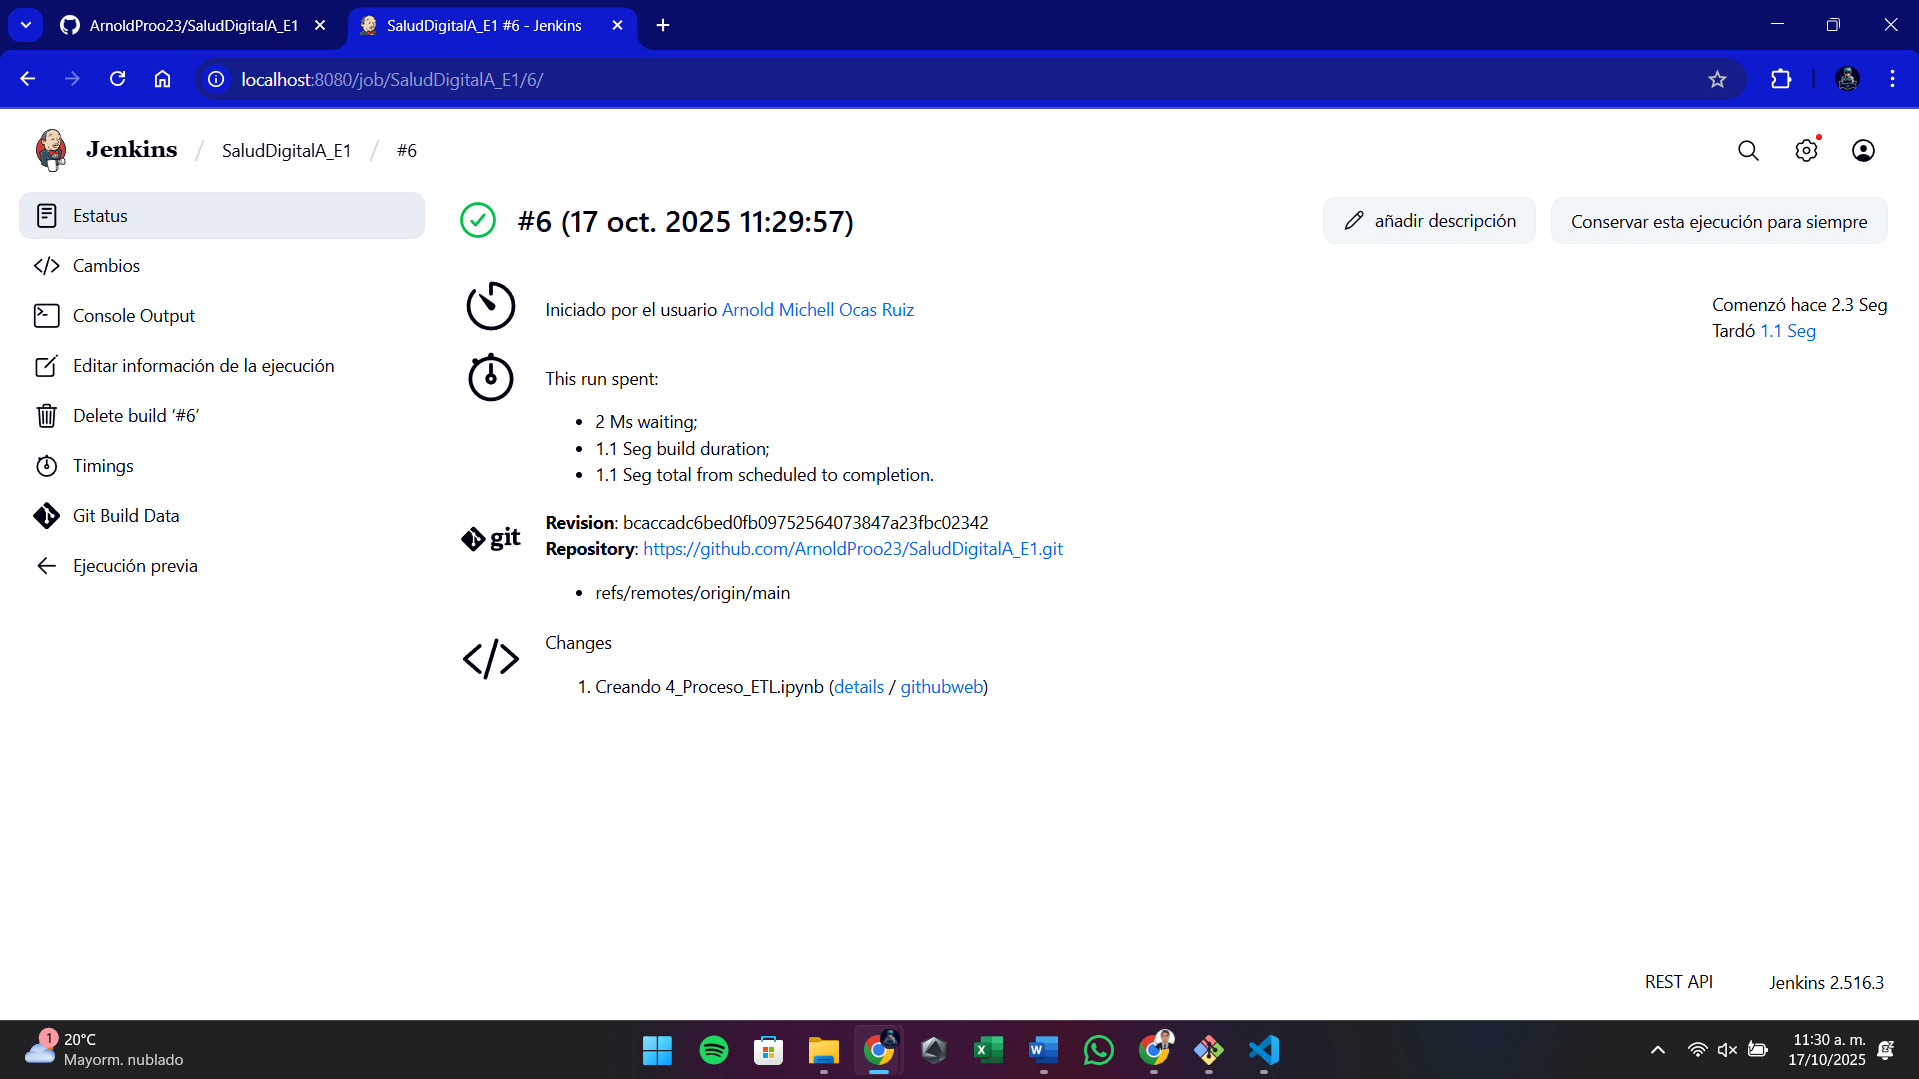 ArnoldProo23/SaludDigitalA_E1
SaludDigitalA_E1 #6 - Jenkins
localhost:8080/job/SaludDigitalA_E1/6/
Jenkins / SaludDigitalA_E1 / #6
Estatus
Cambios
Console Output
Editar información de la ejecución
Delete build ‘#6’
Timings
Git Build Data
Ejecución previa
#6 (17 oct. 2025 11:29:57)
añadir descripción
Conservar esta ejecución para siempre
Iniciado por el usuario Arnold Michell Ocas Ruiz
Comenzó hace 2.3 Seg
Tardó 1.1 Seg
This run spent:
• 2 Ms waiting;
• 1.1 Seg build duration;
• 1.1 Seg total from scheduled to completion.
git
Revision: bcaccadc6bed0fb09752564073847a23fbc02342
Repository: https://github.com/ArnoldProo23/SaludDigitalA_E1.git
• refs/remotes/origin/main
Changes
1. Creando 4_Proceso_ETL.ipynb (details / githubweb)
REST API
Jenkins 2.516.3
1
20°C
Mayorm. nublado
11:30 a. m.
17/10/2025